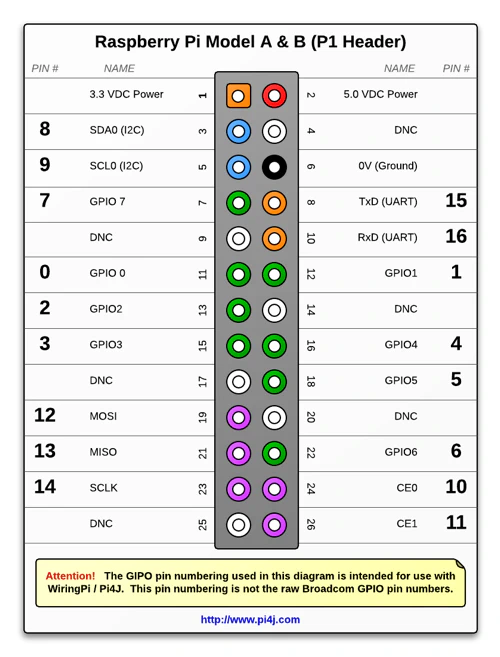 Raspberry Pi Model A & B (P1 Header)
PIN # NAME NAME PIN #
3.3 VDC Power 1 2 5.0 VDC Power
8 SDA0 (I2C) 3 4 DNC
9 SCL0 (I2C) 5 6 0V (Ground)
7 GPIO 7 7 8 TxD (UART) 15
DNC 9 10 RxD (UART) 16
0 GPIO 0 11 12 GPIO1 1
2 GPIO2 13 14 DNC
3 GPIO3 15 16 GPIO4 4
DNC 17 18 GPIO5 5
12 MOSI 19 20 DNC
13 MISO 21 22 GPIO6 6
14 SCLK 23 24 CE0 10
DNC 25 26 CE1 11
Attention! The GIPO pin numbering used in this diagram is intended for use with
WiringPi / Pi4J. This pin numbering is not the raw Broadcom GPIO pin numbers.
http://www.pi4j.com